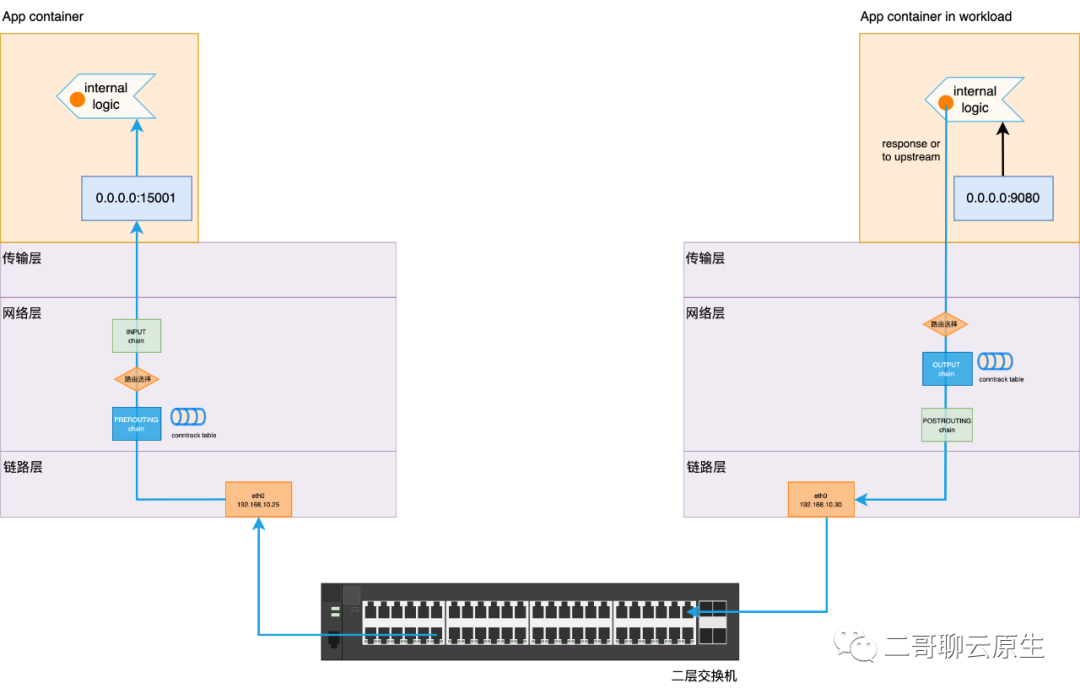 App container
App container in workload
internal
logic
0.0.0.0:15001
传输层
网络层
INPUT
chain
路由选择
PREROUTING
chain
conntrack table
链路层
eth0
192.168.10.25
internal
logic
response or
to upstream
0.0.0.0:9080
传输层
网络层
路由选择
OUTPUT
chain
conntrack table
POSTROUTING
chain
链路层
eth0
192.168.10.30
二层交换机
二哥聊云原生